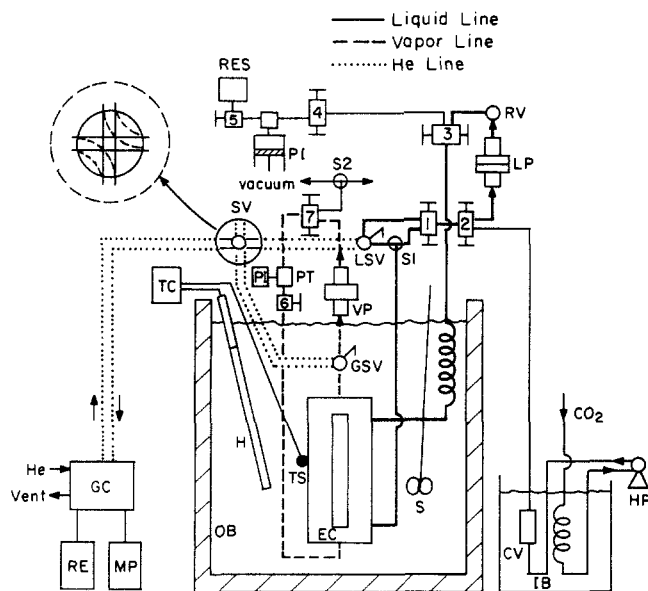 Liquid Line
Vapor Line
He Line
RES
4
5
PI
3
RV
LP
S2
vacuum
7
SV
1
2
LSV
S1
PI
PT
6
VP
TC
GSV
CO2
H
TS
S
HP
He
Vent
GC
OB
EC
CV
IB
RE
MP